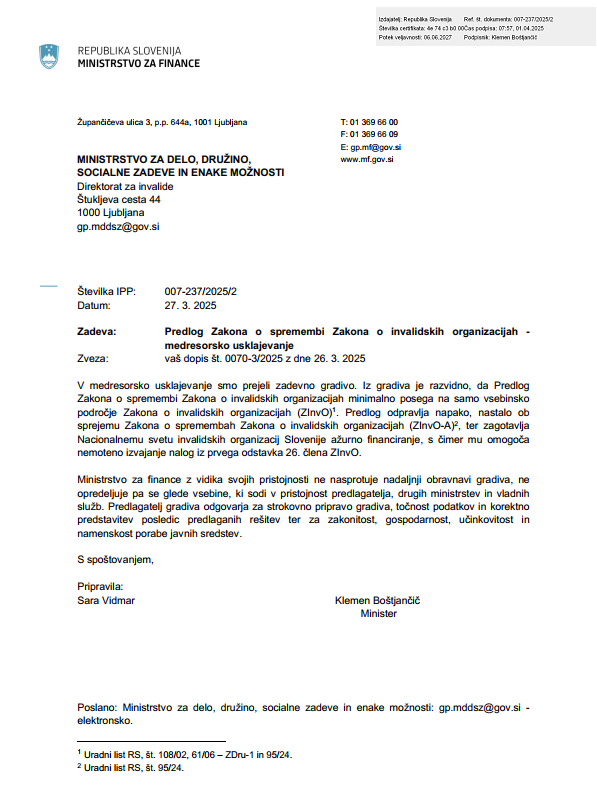 Izdajatelj: Republika Slovenija Ref. št. dokumenta: 007-237/2025/2
Številka certifikata: 4e 74 c3 b0 00Čas podpisa: 07:57, 01.04.2025
Potek veljavnosti: 06.06.2027 Podpisnik: Klemen Boštjančič
REPUBLIKA SLOVENIJA
MINISTRSTVO ZA FINANCE
Župančičeva ulica 3, p.p. 644a, 1001 Ljubljana
T: 01 369 66 00
F: 01 369 66 09
E: gp.mf@gov.si
www.mf.gov.si
MINISTRSTVO ZA DELO, DRUŽINO,
SOCIALNE ZADEVE IN ENAKE MOŽNOSTI
Direktorat za invalide
Štukljeva cesta 44
1000 Ljubljana
gp.mddsz@gov.si
Številka IPP: 007-237/2025/2
Datum: 27. 3. 2025
Zadeva: Predlog Zakona o spremembi Zakona o invalidskih organizacijah -
medresorsko usklajevanje
Zveza: vaš dopis št. 0070-3/2025 z dne 26. 3. 2025
V medresorsko usklajevanje smo prejeli zadevno gradivo. Iz gradiva je razvidno, da Predlog
Zakona o spremembi Zakona o invalidskih organizacijah minimalno posega na samo vsebinsko
področje Zakona o invalidskih organizacijah (ZInvO)¹. Predlog odpravlja napako, nastalo ob
sprejemu Zakona o spremembah Zakona o invalidskih organizacijah (ZInvO-A)², ter zagotavlja
Nacionalnemu svetu invalidskih organizacij Slovenije ažurno financiranje, s čimer mu omogoča
nemoteno izvajanje nalog iz prvega odstavka 26. člena ZInvO.
Ministrstvo za finance z vidika svojih pristojnosti ne nasprotuje nadaljnji obravnavi gradiva, ne
opredeljuje pa se glede vsebine, ki sodi v pristojnost predlagatelja, drugih ministrstev in vladnih
služb. Predlagatelj gradiva odgovarja za strokovno pripravo gradiva, točnost podatkov in korektno
predstavitev posledic predlaganih rešitev ter za zakonitost, gospodarnost, učinkovitost in
namenskost porabe javnih sredstev.
S spoštovanjem,
Pripravila:
Sara Vidmar
Klemen Boštjančič
Minister
Poslano: Ministrstvo za delo, družino, socialne zadeve in enake možnosti: gp.mddsz@gov.si -
elektronsko.
¹ Uradni list RS, št. 108/02, 61/06 – ZDru-1 in 95/24.
² Uradni list RS, št. 95/24.